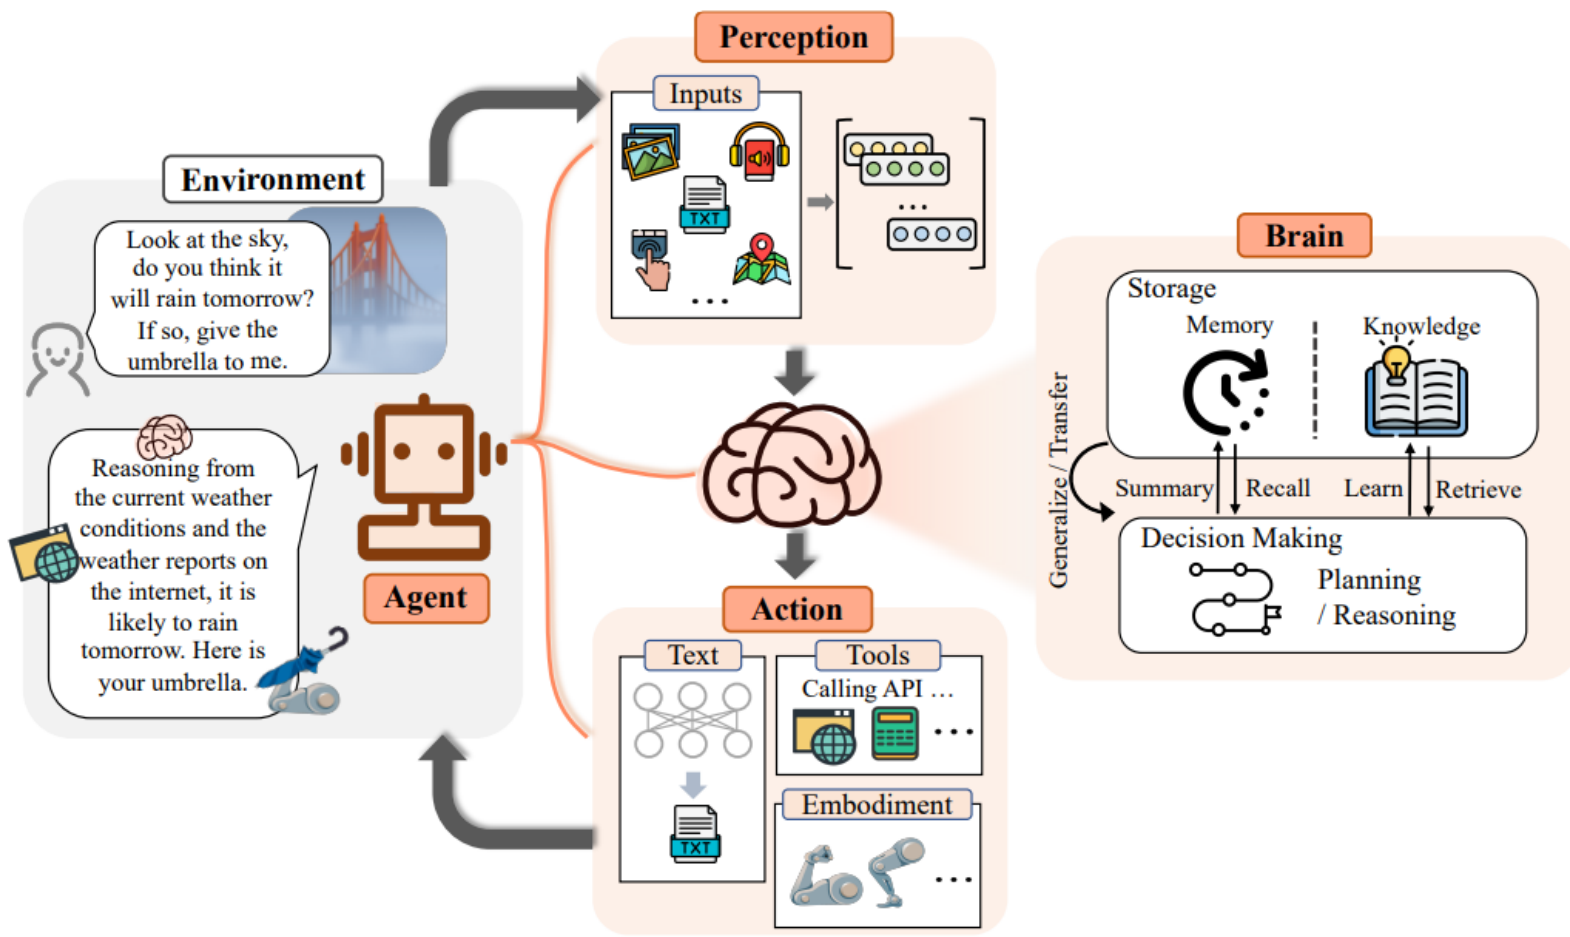 Perception
Inputs
TXT
...
...
Environment
Look at the sky,
do you think it
will rain tomorrow?
If so, give the
umbrella to me.
Reasoning from
the current weather
conditions and the
weather reports on
the internet, it is
likely to rain
tomorrow. Here is
your umbrella.
Agent
Brain
Storage
Memory
Knowledge
Generalize / Transfer
Summary
Recall
Learn
Retrieve
Decision Making
Planning
/ Reasoning
Action
Text
TXT
Tools
Calling API ...
...
Embodiment
...